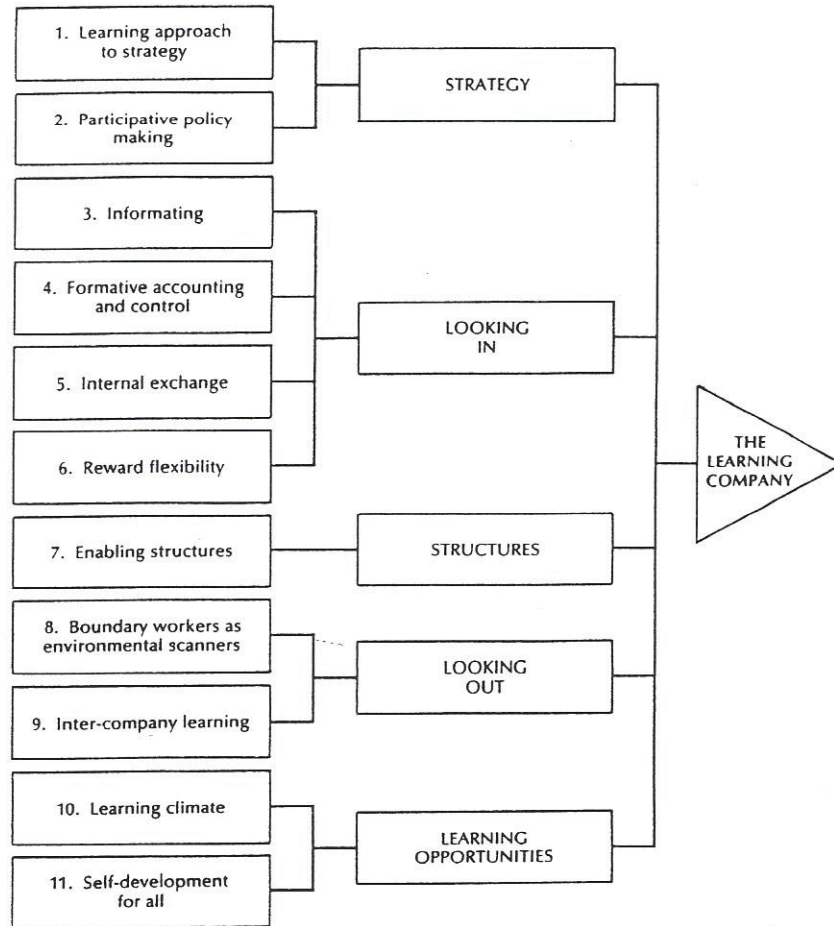 1. Learning approach
to strategy
2. Participative policy
making
STRATEGY
3. Informating
4. Formative accounting
and control
5. Internal exchange
6. Reward flexibility
LOOKING
IN
7. Enabling structures
STRUCTURES
8. Boundary workers as
environmental scanners
9. Inter-company learning
LOOKING
OUT
10. Learning climate
11. Self-development
for all
LEARNING
OPPORTUNITIES
THE
LEARNING
COMPANY